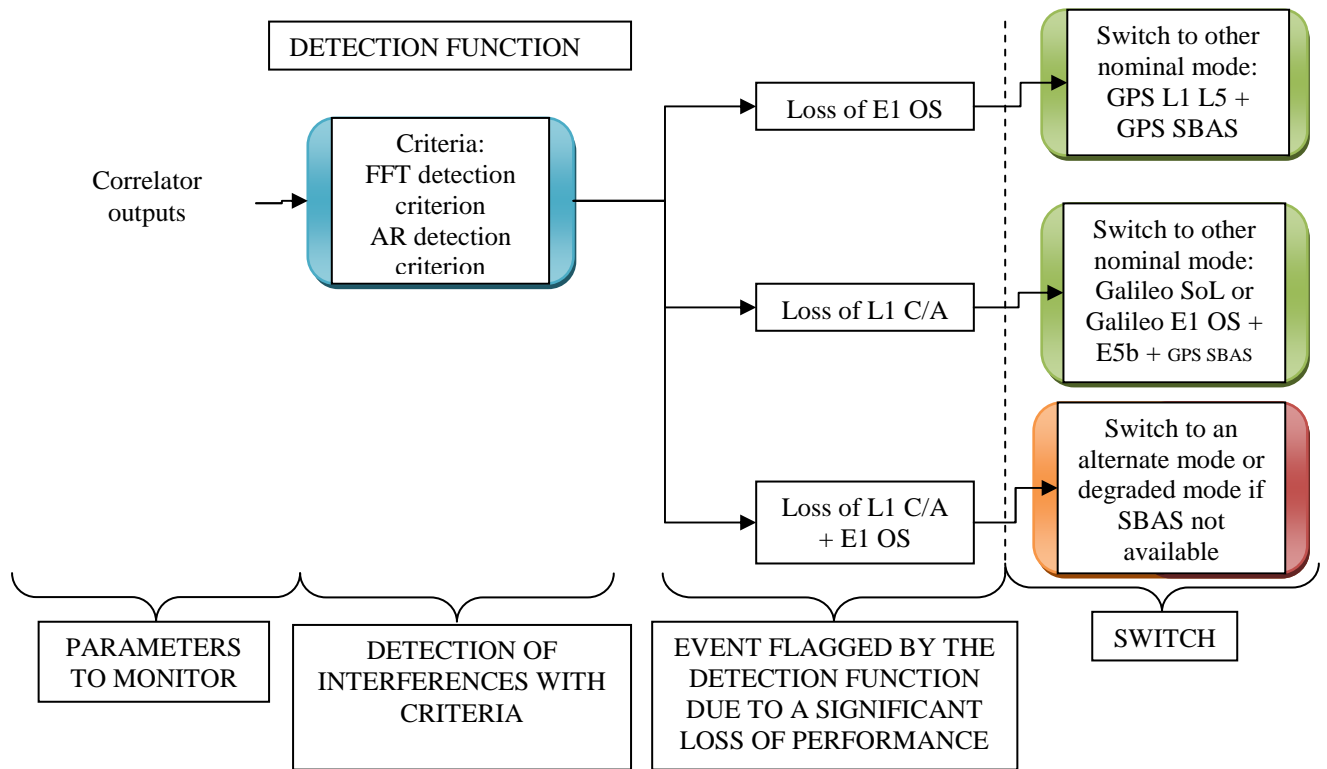 DETECTION FUNCTION
Correlator
outputs
Criteria:
FFT detection
criterion
AR detection
criterion
Loss of E1 OS
Loss of L1 C/A
Loss of L1 C/A
+ E1 OS
Switch to other
nominal mode:
GPS L1 L5 +
GPS SBAS
Switch to other
nominal mode:
Galileo SoL or
Galileo E1 OS +
E5b + GPS SBAS
Switch to an
alternate mode or
degraded mode if
SBAS not
available
PARAMETERS
TO MONITOR
DETECTION OF
INTERFERENCES WITH
CRITERIA
EVENT FLAGGED BY THE
DETECTION FUNCTION
DUE TO A SIGNIFICANT
LOSS OF PERFORMANCE
SWITCH